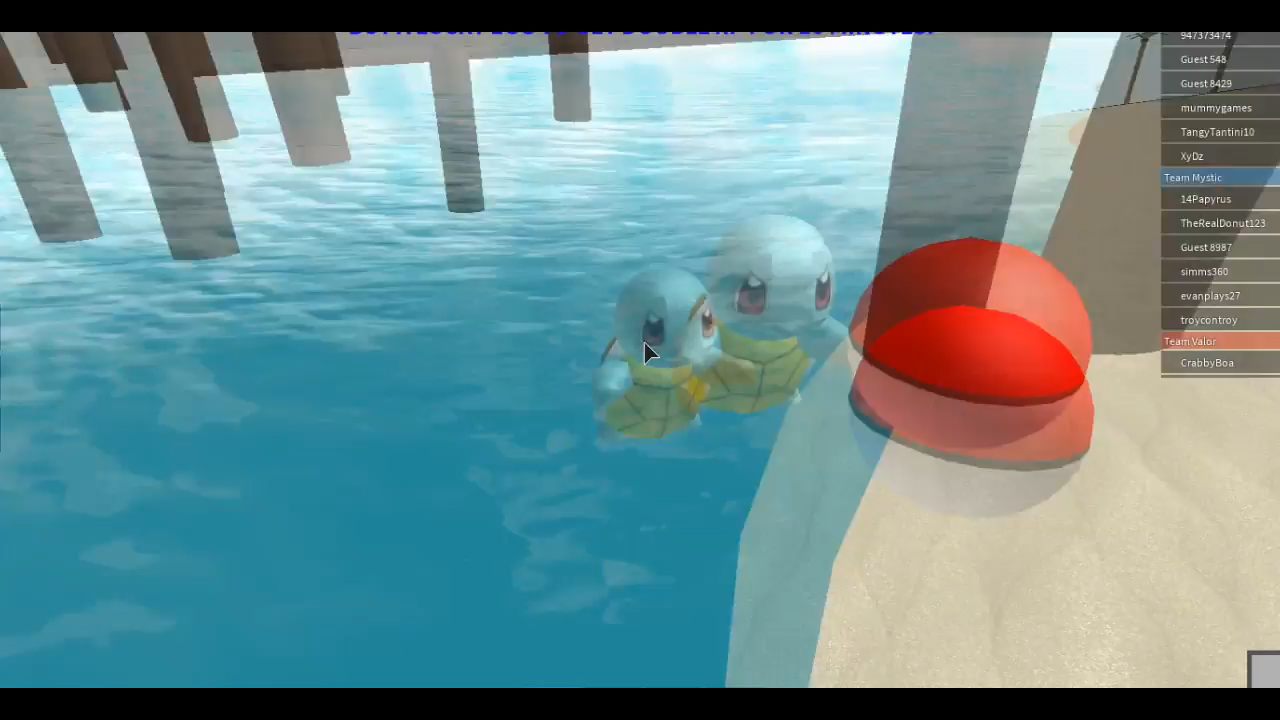 947373474
Guest 548
Guest 8429
mummygames
TangyTantini10
XyDz
Team Mystic
14Papyrus
TheRealDonut123
Guest 8987
simms360
evanplays27
troycontroy
Team Valor
CrabbyBoa